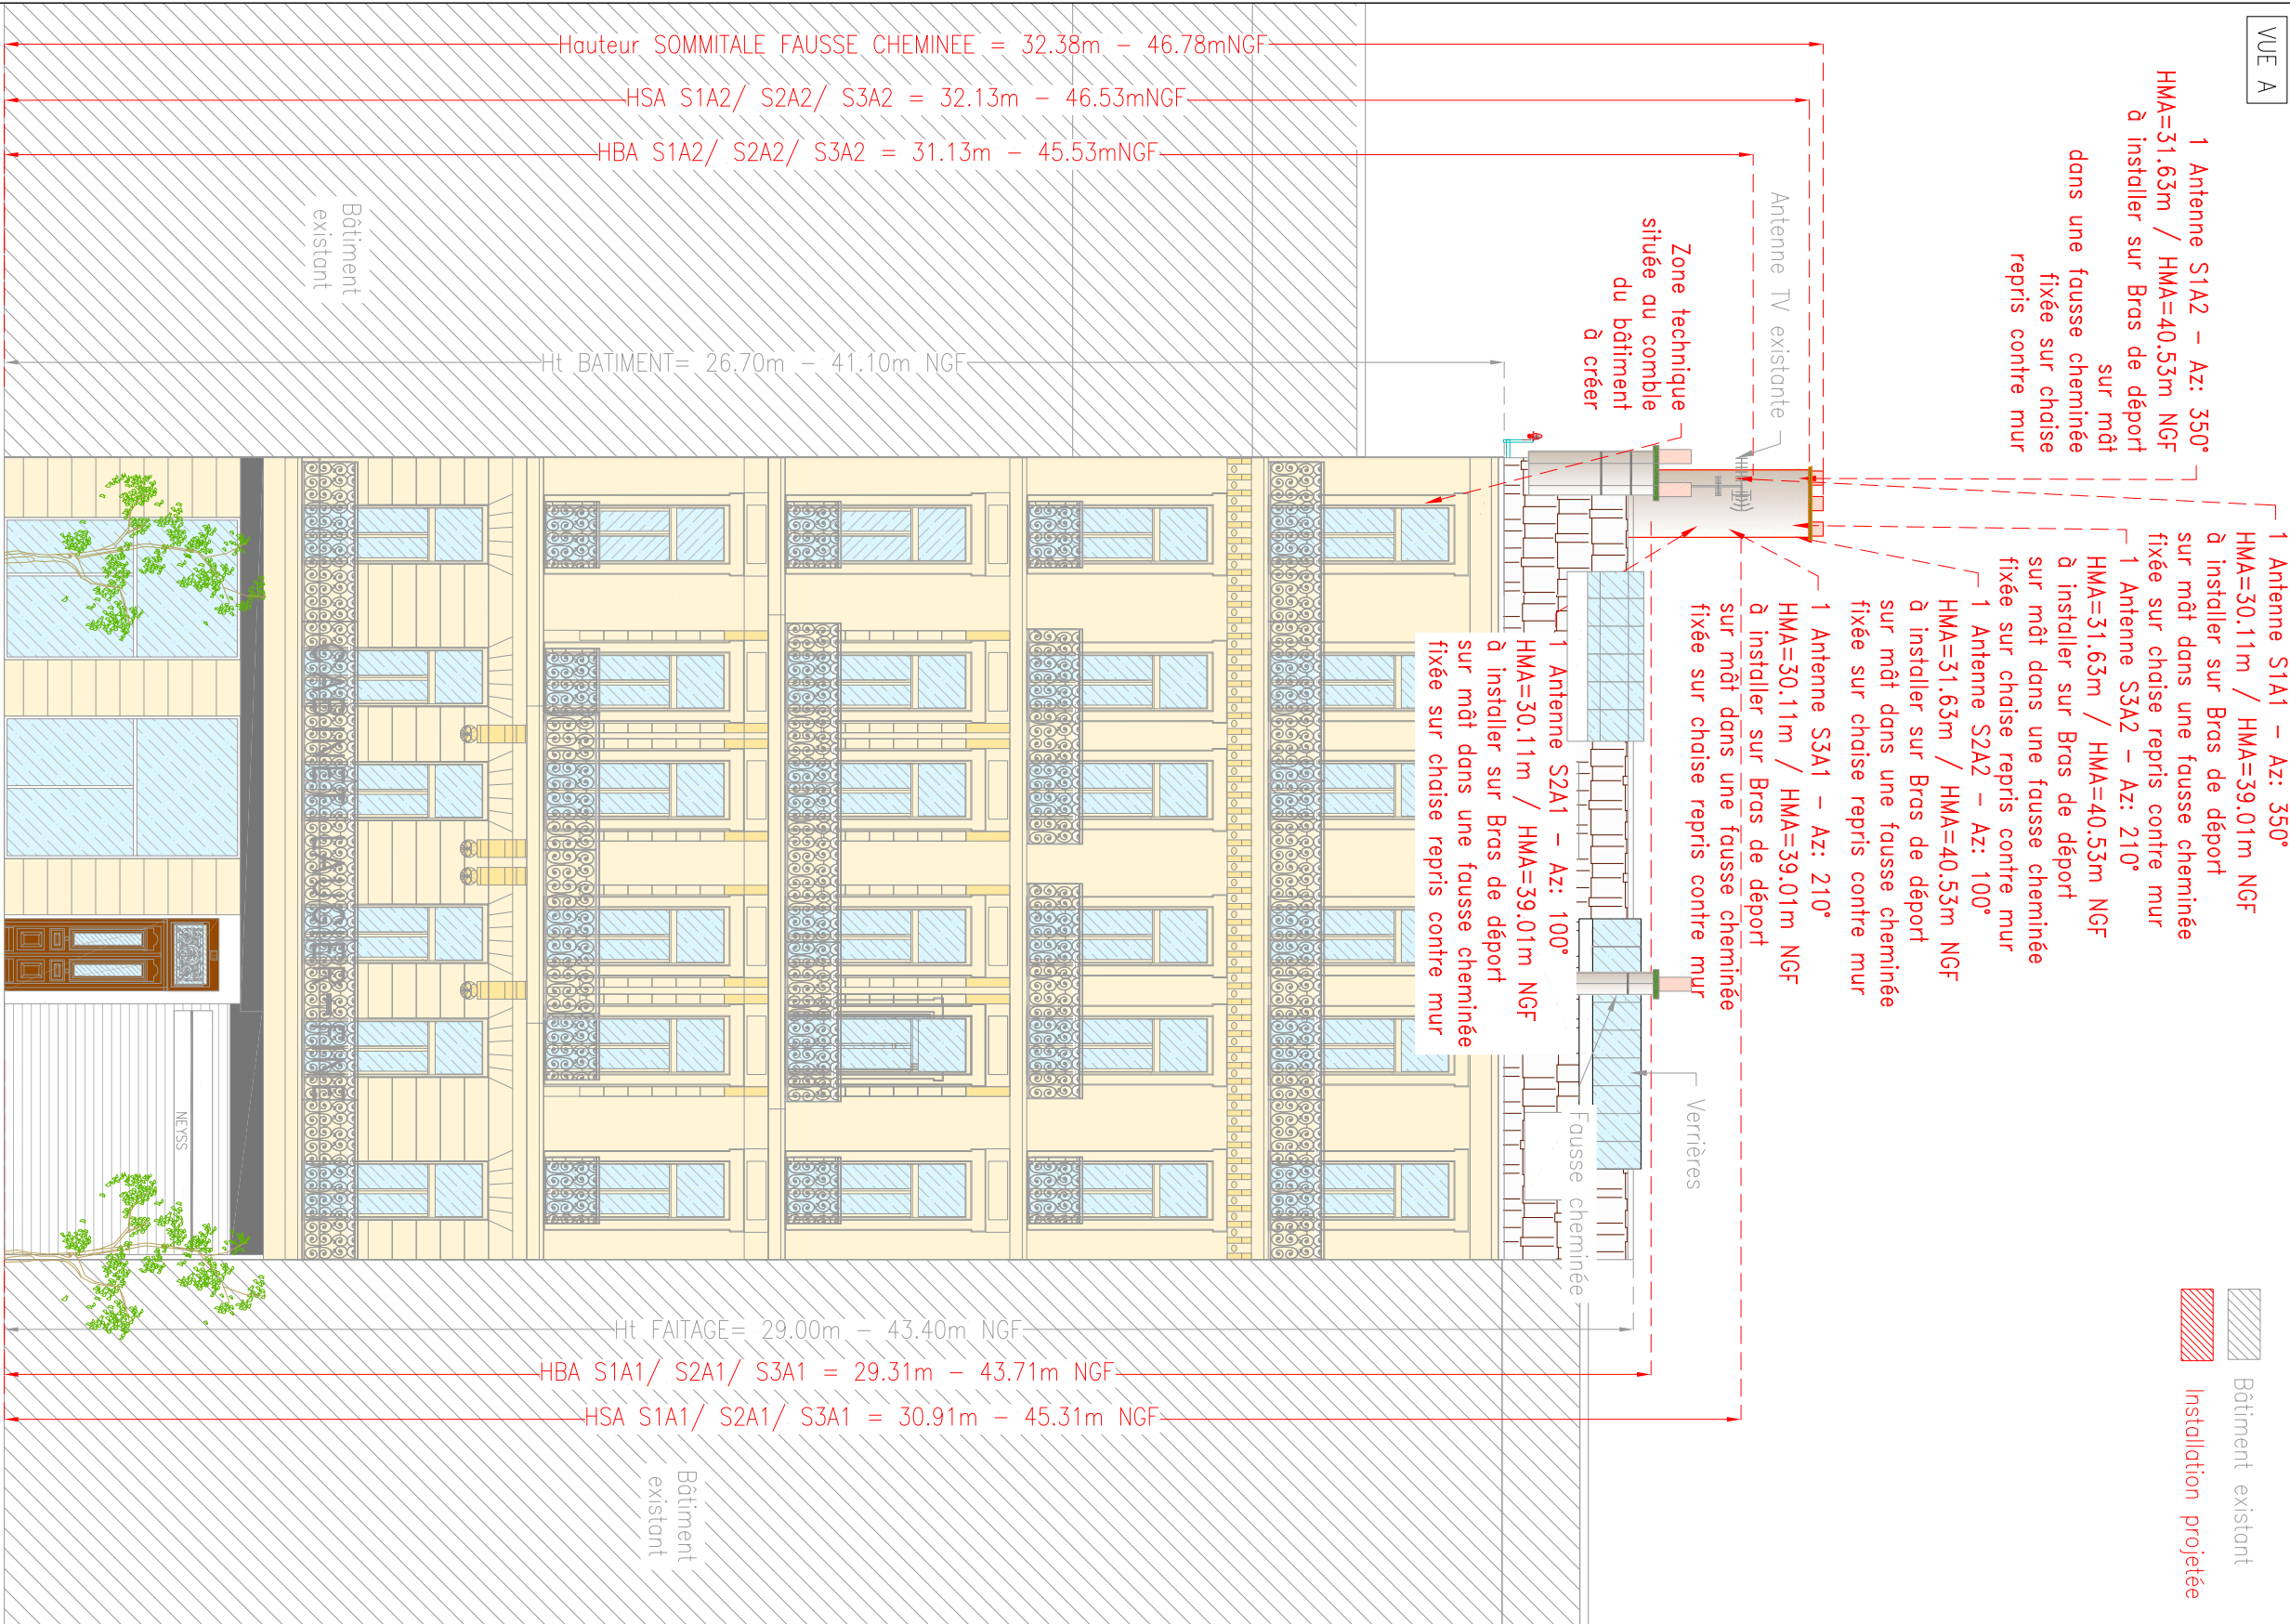 VUE A
1 Antenne S1A2 - Az: 350°
HMA=31.63m / HMA=40.53m NGF
à installer sur Bras de déport
sur mât
dans une fausse cheminée
fixée sur chaise
repris contre mur
1 Antenne S1A1 - Az: 350°
HMA=30.11m / HMA=39.01m NGF
à installer sur Bras de déport
sur mât dans une fausse cheminée
fixée sur chaise repris contre mur
1 Antenne S3A2 - Az: 210°
HMA=31.63m / HMA=40.53m NGF
à installer sur Bras de déport
sur mât dans une fausse cheminée
fixée sur chaise repris contre mur
1 Antenne S2A2 - Az: 100°
HMA=31.63m / HMA=40.53m NGF
à installer sur Bras de déport
sur mât dans une fausse cheminée
fixée sur chaise repris contre mur
1 Antenne S3A1 - Az: 210°
HMA=30.11m / HMA=39.01m NGF
à installer sur Bras de déport
sur mât dans une fausse cheminée
fixée sur chaise repris contre mur
1 Antenne S2A1 - Az: 100°
HMA=30.11m / HMA=39.01m NGF
à installer sur Bras de déport
sur mât dans une fausse cheminée
fixée sur chaise repris contre mur
Bâtiment existant
Installation projetée
Antenne TV existante
Zone technique
située au comble
du bâtiment
à créer
Verrières
Fausse cheminée
Hauteur SOMMITALE FAUSSE CHEMINEE = 32.38m - 46.78mNGF
HSA S1A2/ S2A2/ S3A2 = 32.13m - 46.53mNGF
HBA S1A2/ S2A2/ S3A2 = 31.13m - 45.53mNGF
Ht BATIMENT= 26.70m - 41.10m NGF
Ht FAITAGE= 29.00m - 43.40m NGF
HBA S1A1/ S2A1/ S3A1 = 29.31m - 43.71m NGF
HSA S1A1/ S2A1/ S3A1 = 30.91m - 45.31m NGF
Bâtiment
existant
Bâtiment
existant
NEYSS